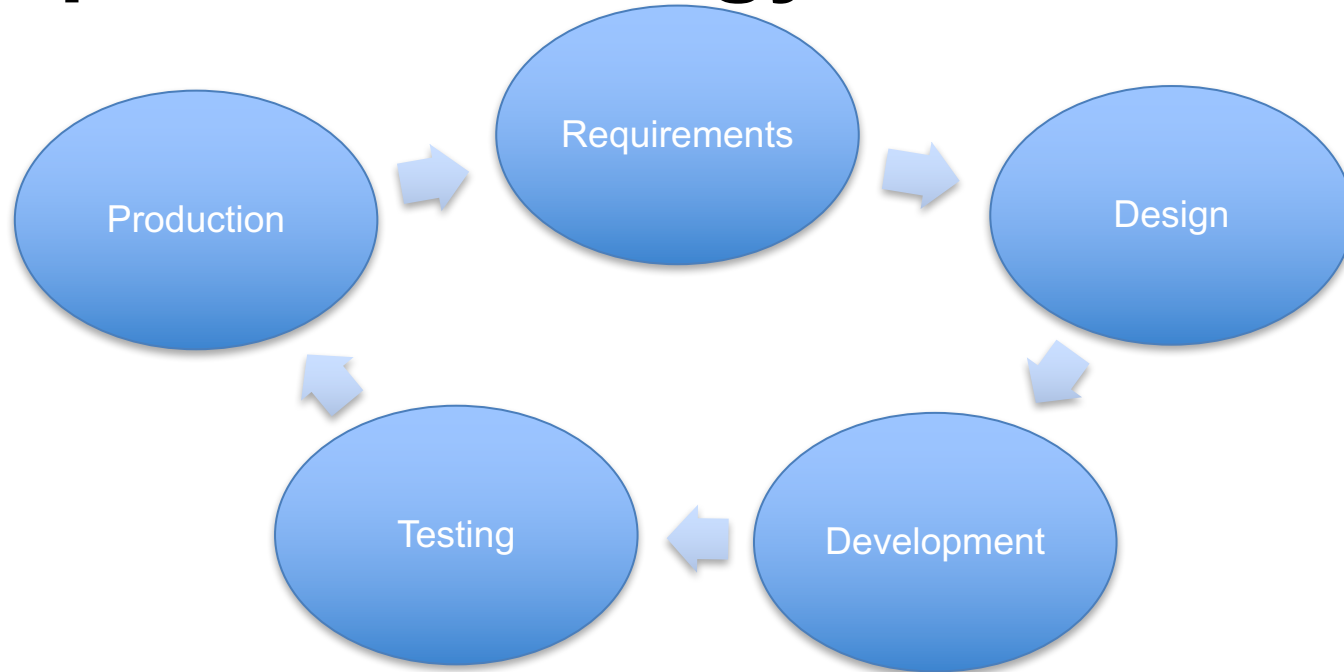 Requirements
Production
Design
Testing
Development